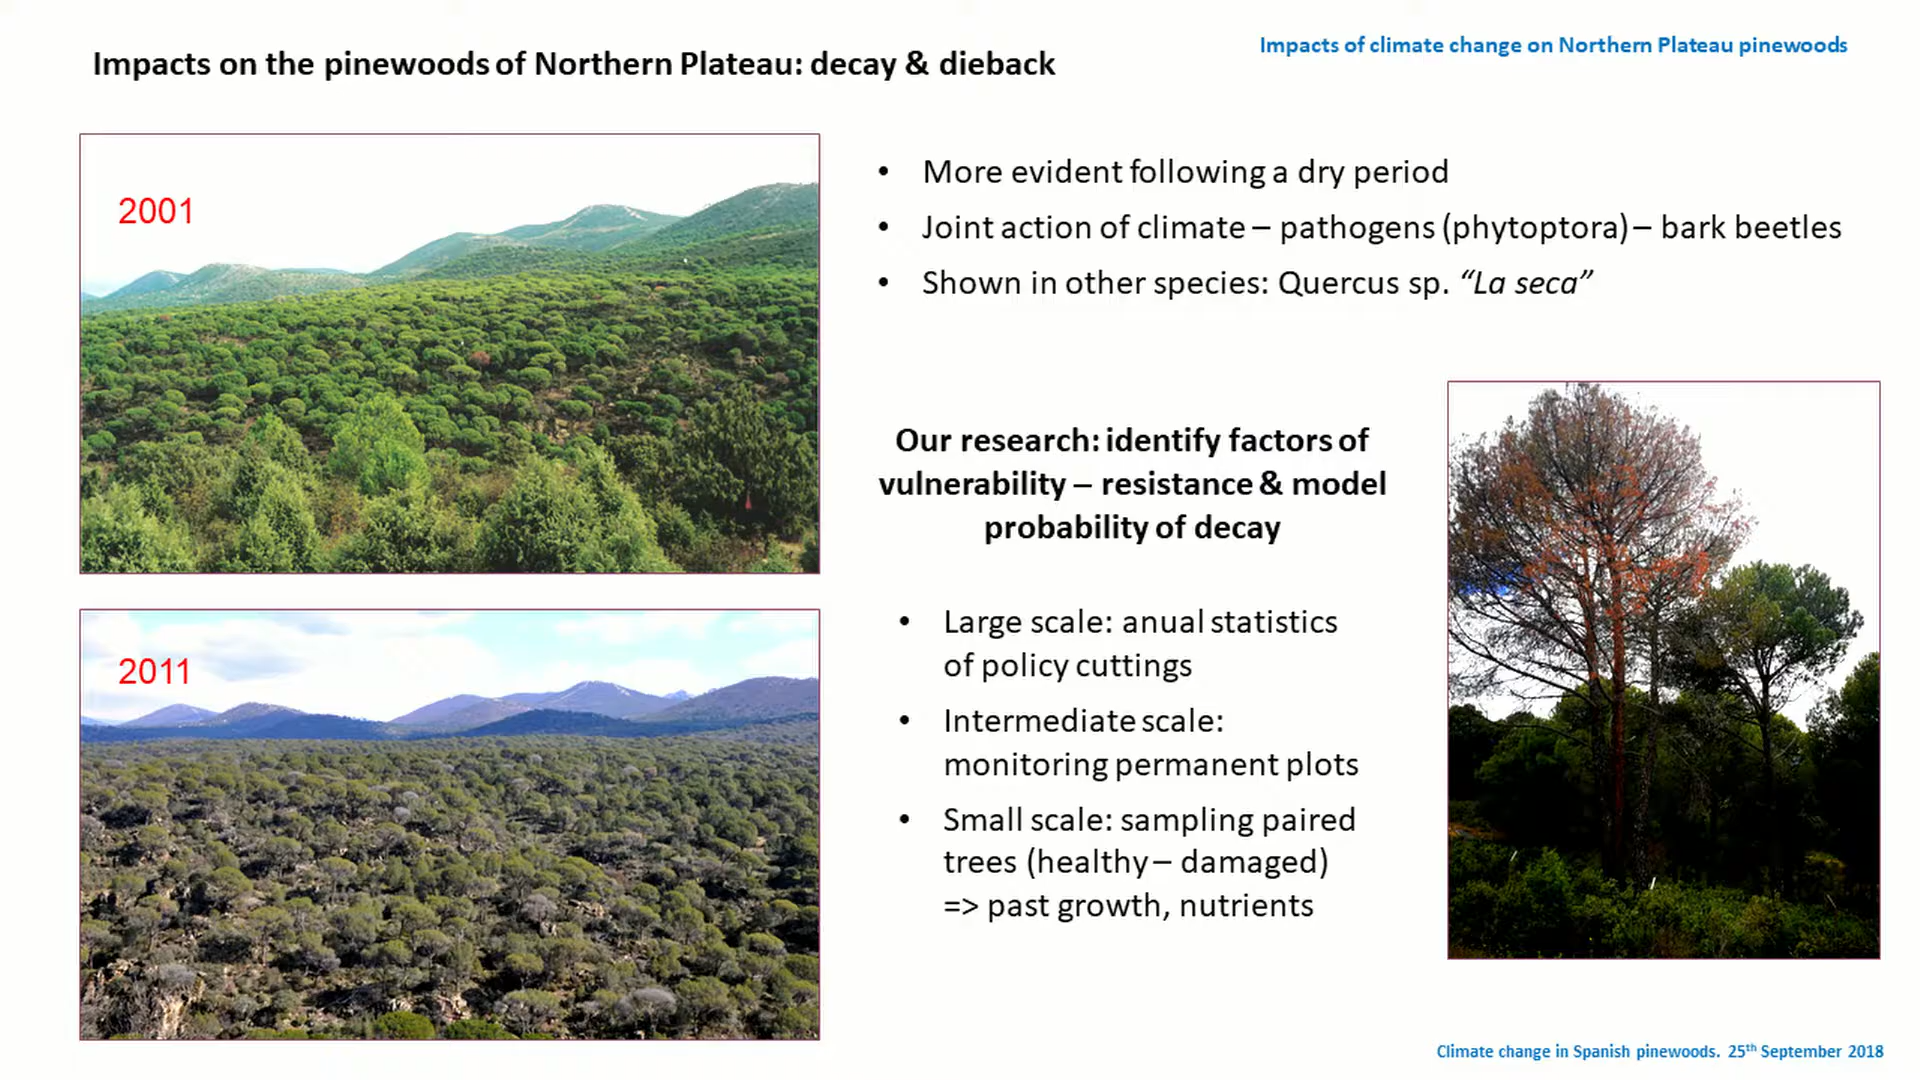 Impacts on the pinewoods of Northern Plateau: decay & dieback
Impacts of climate change on Northern Plateau pinewoods
2001
• More evident following a dry period
• Joint action of climate – pathogens (phytoptora) – bark beetles
• Shown in other species: Quercus sp. “La seca”
Our research: identify factors of
vulnerability – resistance & model
probability of decay
2011
• Large scale: anual statistics
of policy cuttings
• Intermediate scale:
monitoring permanent plots
• Small scale: sampling paired
trees (healthy – damaged)
=> past growth, nutrients
Climate change in Spanish pinewoods. 25th September 2018